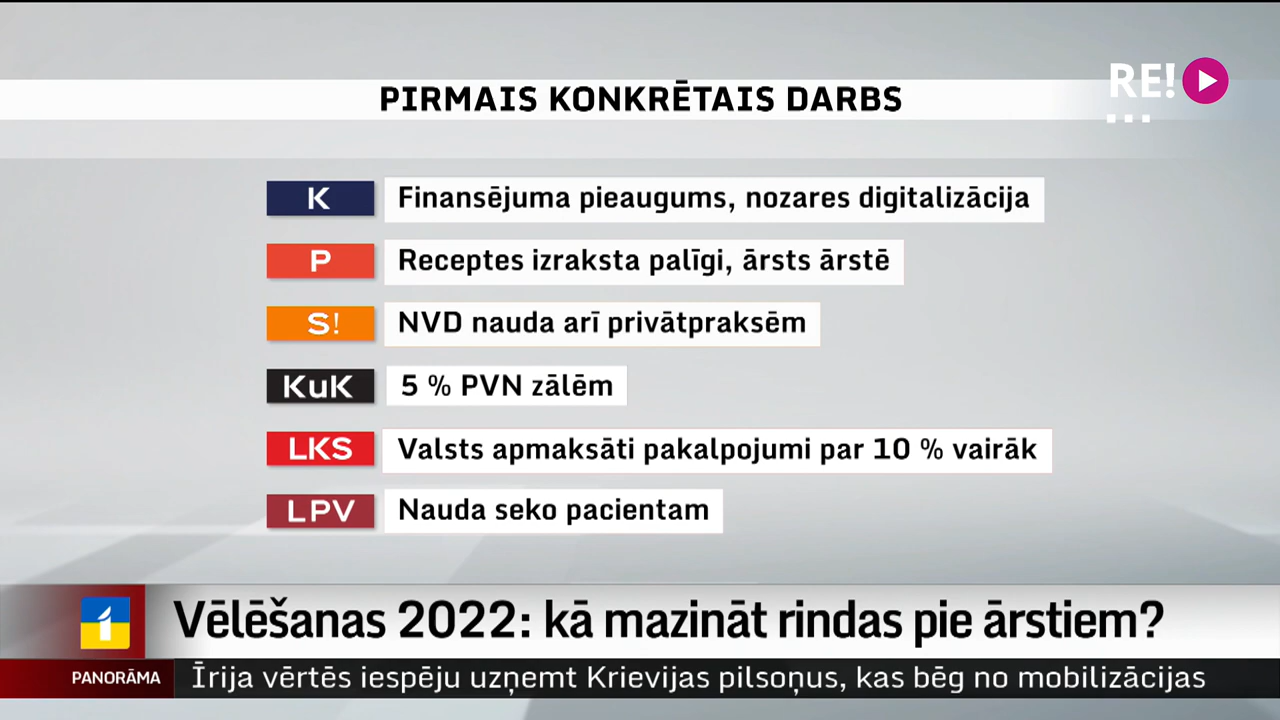 RE!
PIRMAIS KONKRĒTAIS DARBS
K Finansējuma pieaugums, nozares digitalizācija
P Receptes izraksta palīgi, ārsts ārstē
S! NVD nauda arī privātpraksēm
KuK 5 % PVN zālēm
LKS Valsts apmaksāti pakalpojumi par 10 % vairāk
LPV Nauda seko pacientam
1 Vēlēšanas 2022: kā mazināt rindas pie ārstiem?
PANORĀMA Īrija vērtēs iespēju uzņemt Krievijas pilsoņus, kas bēg no mobilizācijas